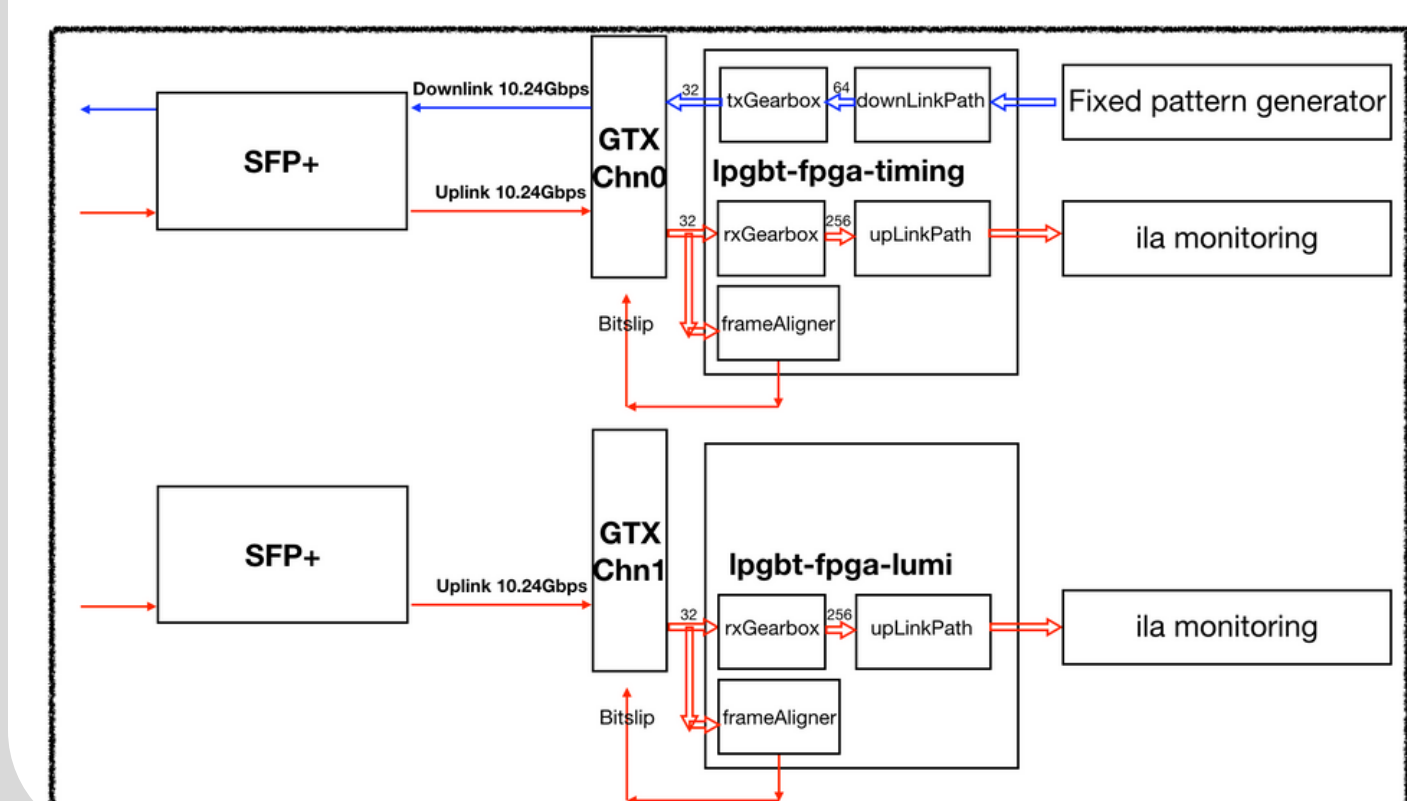 Downlink 10.24Gbps
32
txGearbox
64
downLinkPath
Fixed pattern generator
SFP+
GTX
Chn0
lpgbt-fpga-timing
Uplink 10.24Gbps
32
rxGearbox
256
upLinkPath
ila monitoring
Bitslip
frameAligner
SFP+
GTX
Chn1
lpgbt-fpga-lumi
Uplink 10.24Gbps
32
rxGearbox
256
upLinkPath
ila monitoring
Bitslip
frameAligner